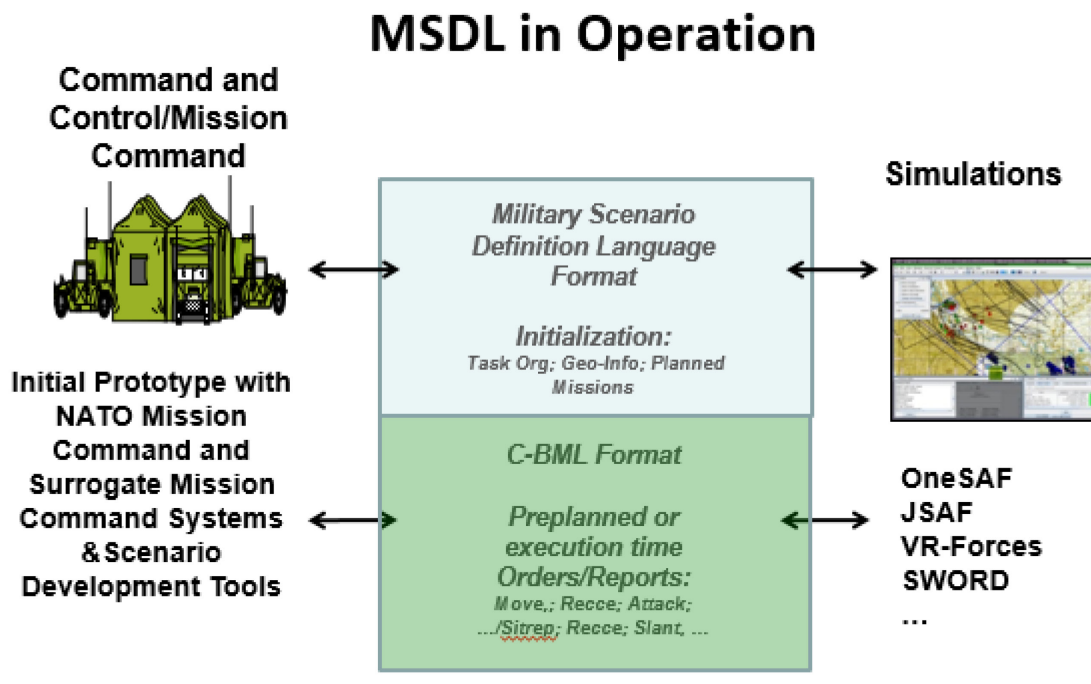 MSDL in Operation
Command and
Control/Mission
Command
Initial Prototype with
NATO Mission
Command and
Surrogate Mission
Command Systems
&Scenario
Development Tools
Military Scenario
Definition Language
Format
Initialization:
Task Org; Geo-Info; Planned
Missions
C-BML Format
Preplanned or
execution time
Orders/Reports:
Move,; Recce; Attack;
.../Sitrep; Recce; Slant, ...
Simulations
OneSAF
JSAF
VR-Forces
SWORD
...